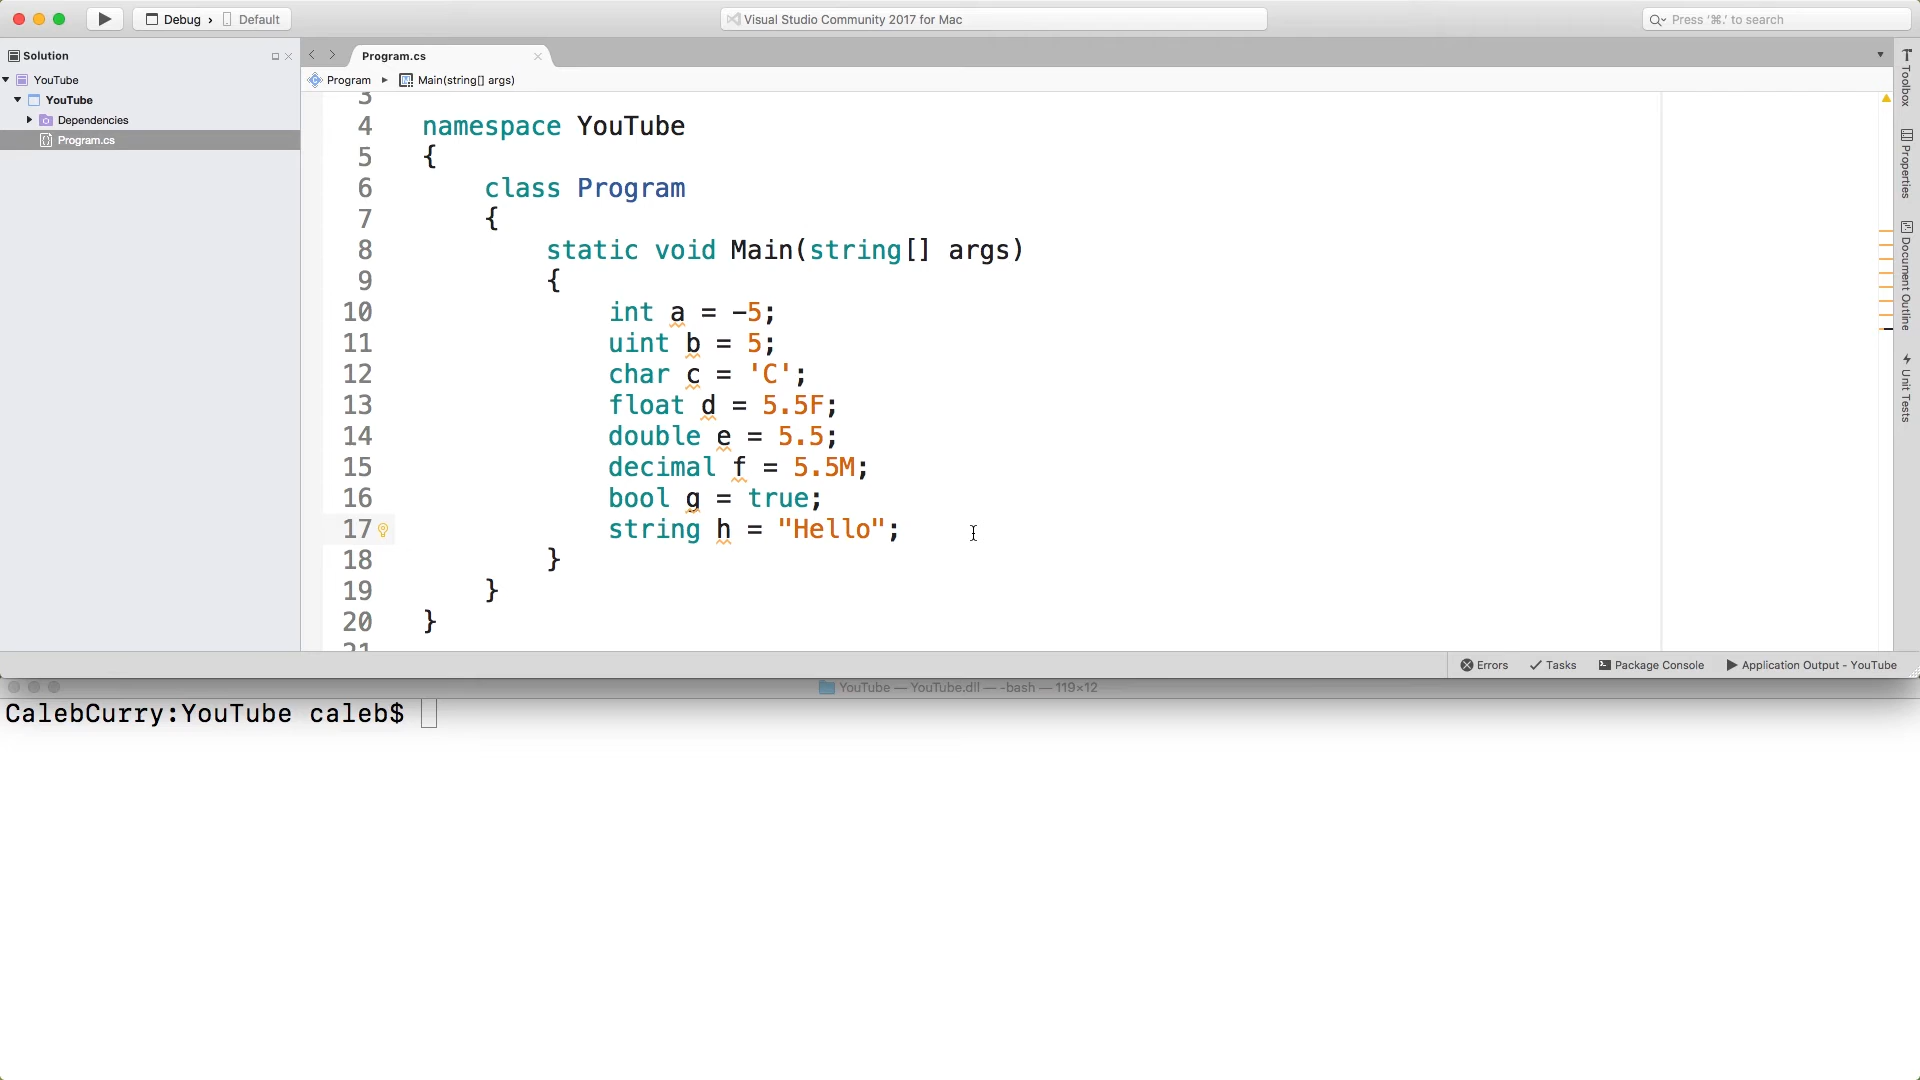 Debug › Default
Visual Studio Community 2017 for Mac
Press '⌘.' to search
Solution
YouTube
YouTube
Dependencies
Program.cs
Program.cs
Program ▸ Main(string[] args)
3
4 namespace YouTube
5 {
6 class Program
7 {
8 static void Main(string[] args)
9 {
10 int a = -5;
11 uint b = 5;
12 char c = 'C';
13 float d = 5.5F;
14 double e = 5.5;
15 decimal f = 5.5M;
16 bool g = true;
17 string h = "Hello";
18 }
19 }
20 }
21
Toolbox
Properties
Document Outline
Unit Tests
Errors Tasks Package Console Application Output - YouTube
YouTube — YouTube.dll — -bash — 119×12
CalebCurry:YouTube caleb$